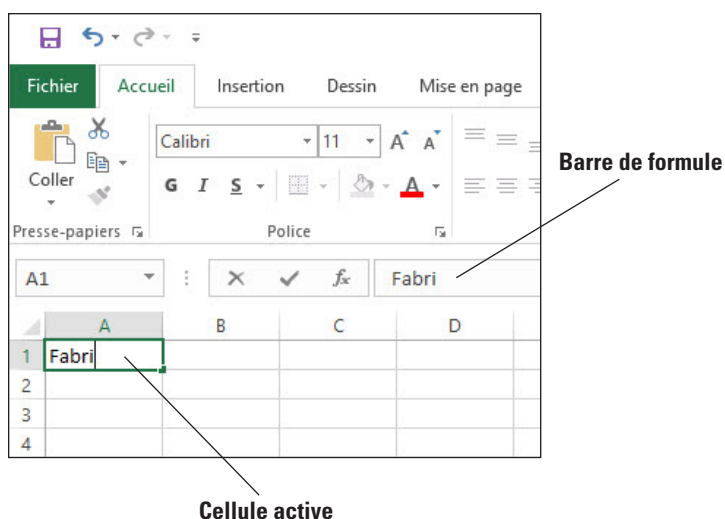 Fichier Accueil Insertion Dessin Mise en page
Calibri 11 A A
Coller
G I S A
Presse-papiers Police
Barre de formule
A1 fx Fabri
A B C D
1 Fabri
2
3
4
Cellule active